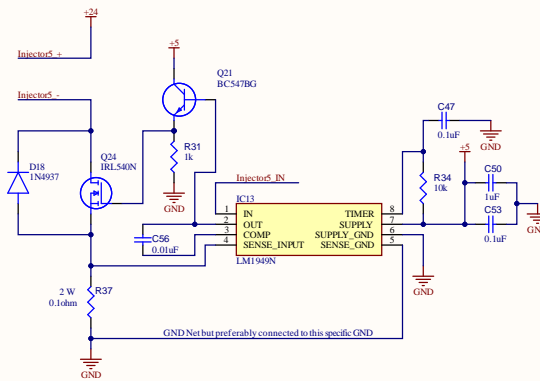 +24
Injector5_+
+5
Q21
BC547BG
Injector5_-
C47
0.1uF
GND
D18
1N4937
Q24
IRL540N
R31
1k
GND
Injector5_IN
+5
C50
1uF
R34
10k
C53
0.1uF
IC13
1 IN TIMER 8
2 OUT SUPPLY 7
3 COMP SUPPLY_GND 6
4 SENSE_INPUT SENSE_GND 5
LM1949N
C56
0.01uF
GND
2 W
0.1ohm
R37
GND Net but preferably connected to this specific GND
GND